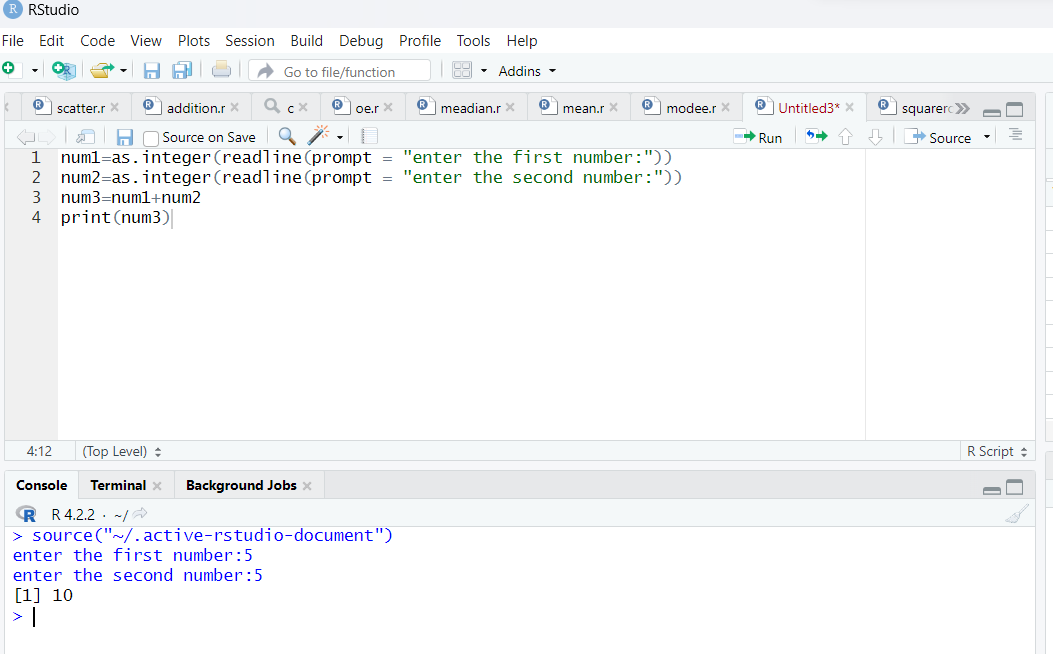 RStudio
File Edit Code View Plots Session Build Debug Profile Tools Help
Go to file/function Addins
scatter.r addition.r c oe.r meadian.r mean.r modee.r Untitled3* squarerc
Source on Save Run Source
1 num1=as.integer(readline(prompt = "enter the first number:"))
2 num2=as.integer(readline(prompt = "enter the second number:"))
3 num3=num1+num2
4 print(num3)
4:12 (Top Level) R Script
Console Terminal Background Jobs
R 4.2.2 · ~/
> source("~/.active-rstudio-document")
enter the first number:5
enter the second number:5
[1] 10
>